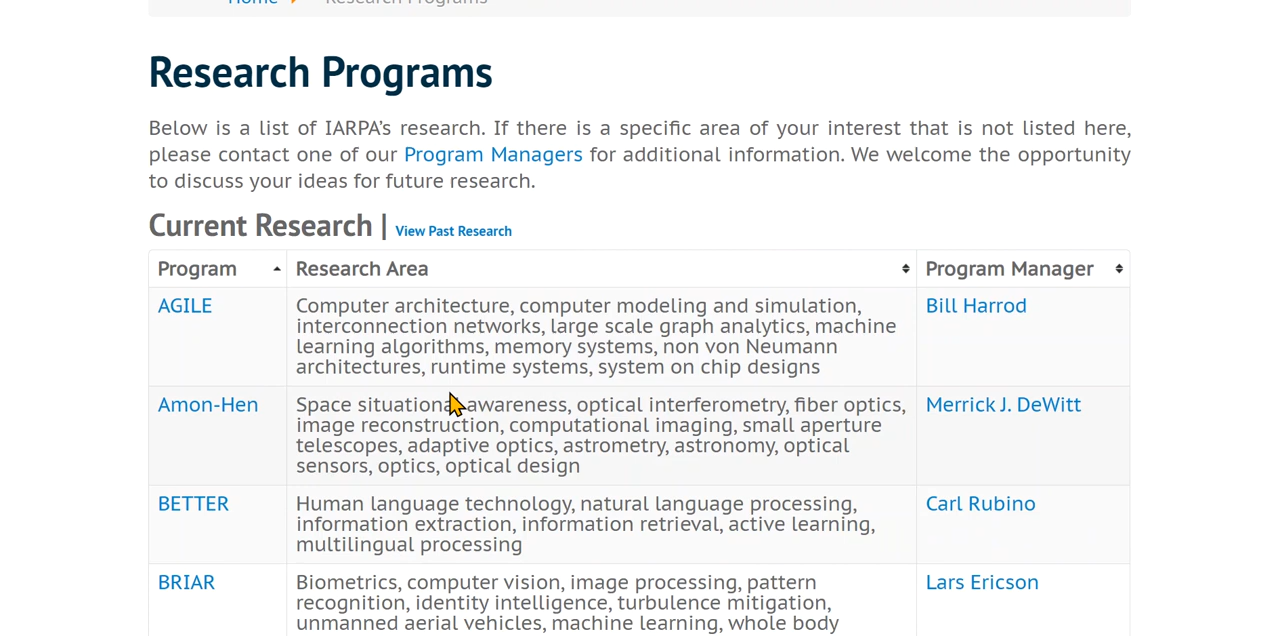 Home Research Programs
Research Programs
Below is a list of IARPA’s research. If there is a specific area of your interest that is not listed here,
please contact one of our Program Managers for additional information. We welcome the opportunity
to discuss your ideas for future research.
Current Research | View Past Research
Program Research Area Program Manager
AGILE Computer architecture, computer modeling and simulation, Bill Harrod
interconnection networks, large scale graph analytics, machine
learning algorithms, memory systems, non von Neumann
architectures, runtime systems, system on chip designs
Amon-Hen Space situational awareness, optical interferometry, fiber optics, Merrick J. DeWitt
image reconstruction, computational imaging, small aperture
telescopes, adaptive optics, astrometry, astronomy, optical
sensors, optics, optical design
BETTER Human language technology, natural language processing, Carl Rubino
information extraction, information retrieval, active learning,
multilingual processing
BRIAR Biometrics, computer vision, image processing, pattern Lars Ericson
recognition, identity intelligence, turbulence mitigation,
unmanned aerial vehicles, machine learning, whole body